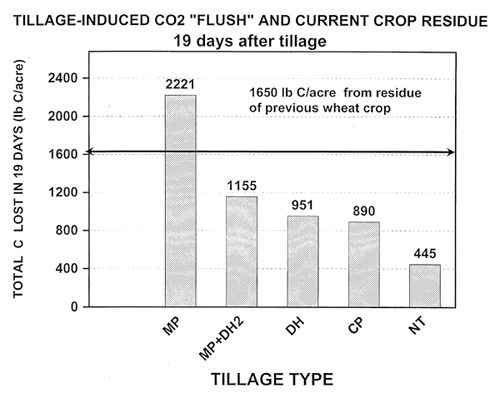 TILLAGE-INDUCED CO2 "FLUSH" AND CURRENT CROP RESIDUE
19 days after tillage
TOTAL C LOST IN 19 DAYS (lb C/acre)
2400
2000
1600
1200
800
400
0
1650 lb C/acre from residue
of previous wheat crop
2221
1155
951
890
445
MP
MP+DH2
DH
CP
NT
TILLAGE TYPE